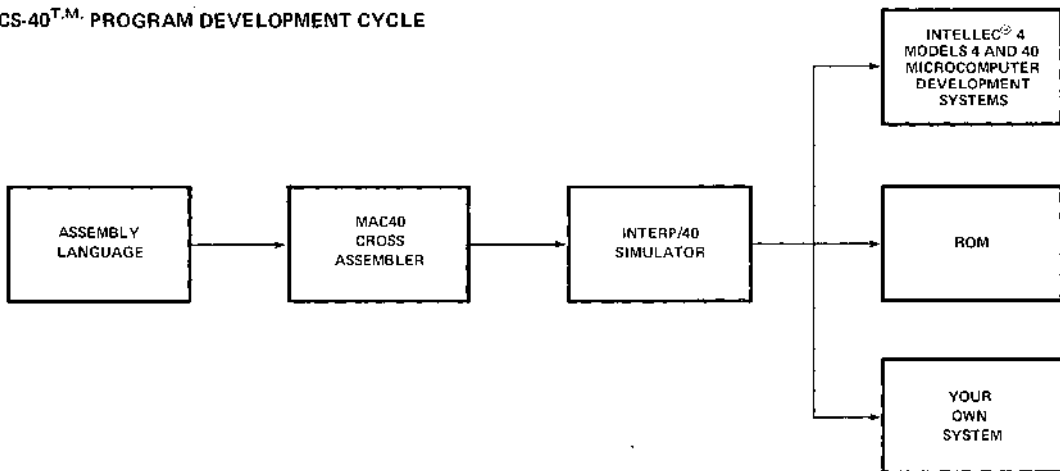 CS-40T.M. PROGRAM DEVELOPMENT CYCLE
ASSEMBLY
LANGUAGE
MAC40
CROSS
ASSEMBLER
INTERP/40
SIMULATOR
INTELLEC® 4
MODELS 4 AND 40
MICROCOMPUTER
DEVELOPMENT
SYSTEMS
ROM
YOUR
OWN
SYSTEM